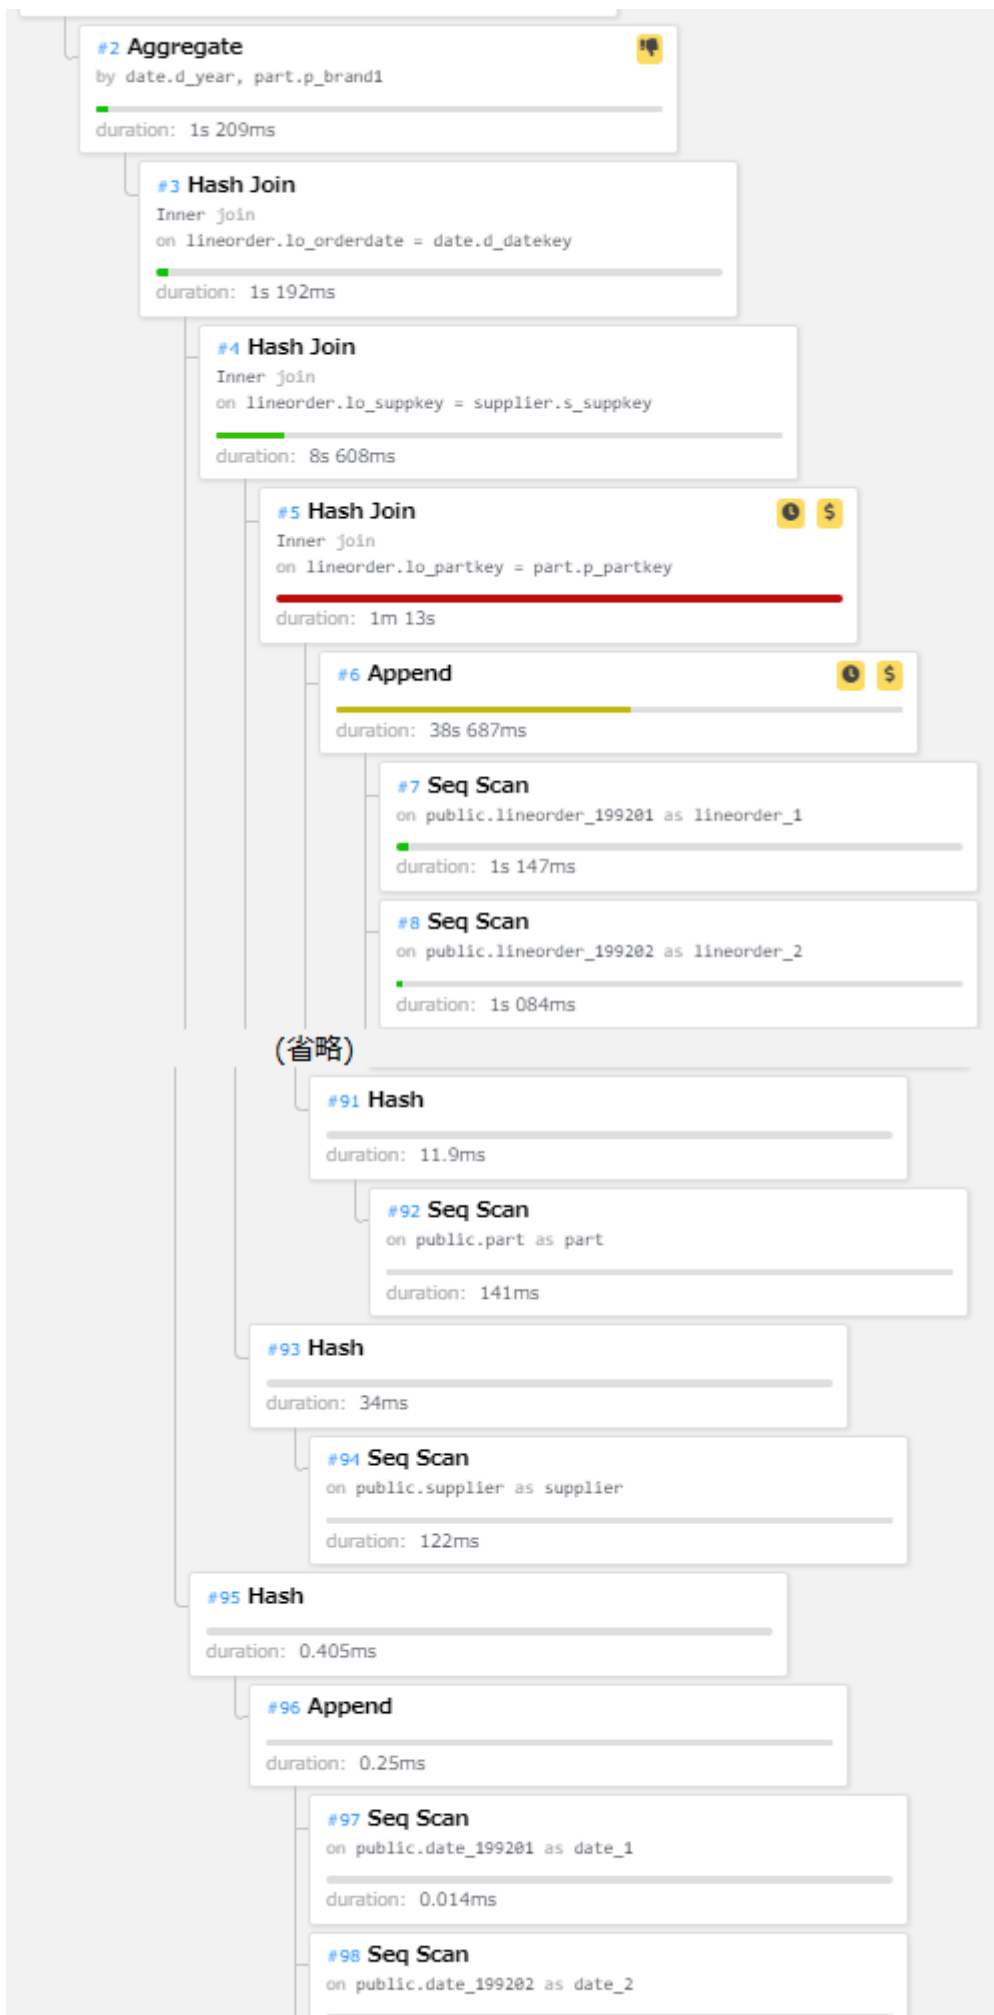 #2 Aggregate
by date.d_year, part.p_brand1
duration: 1s 209ms
#3 Hash Join
Inner join
on lineorder.lo_orderdate = date.d_datekey
duration: 1s 192ms
#4 Hash Join
Inner join
on lineorder.lo_suppkey = supplier.s_suppkey
duration: 8s 608ms
#5 Hash Join
$
Inner join
on lineorder.lo_partkey = part.p_partkey
duration: 1m 13s
#6 Append
$
duration: 38s 687ms
#7 Seq Scan
on public.lineorder_199201 as lineorder_1
duration: 1s 147ms
#8 Seq Scan
on public.lineorder_199202 as lineorder_2
duration: 1s 084ms
(省略)
#91 Hash
duration: 11.9ms
#92 Seq Scan
on public.part as part
duration: 141ms
#93 Hash
duration: 34ms
#94 Seq Scan
on public.supplier as supplier
duration: 122ms
#95 Hash
duration: 0.405ms
#96 Append
duration: 0.25ms
#97 Seq Scan
on public.date_199201 as date_1
duration: 0.014ms
#98 Seq Scan
on public.date_199202 as date_2